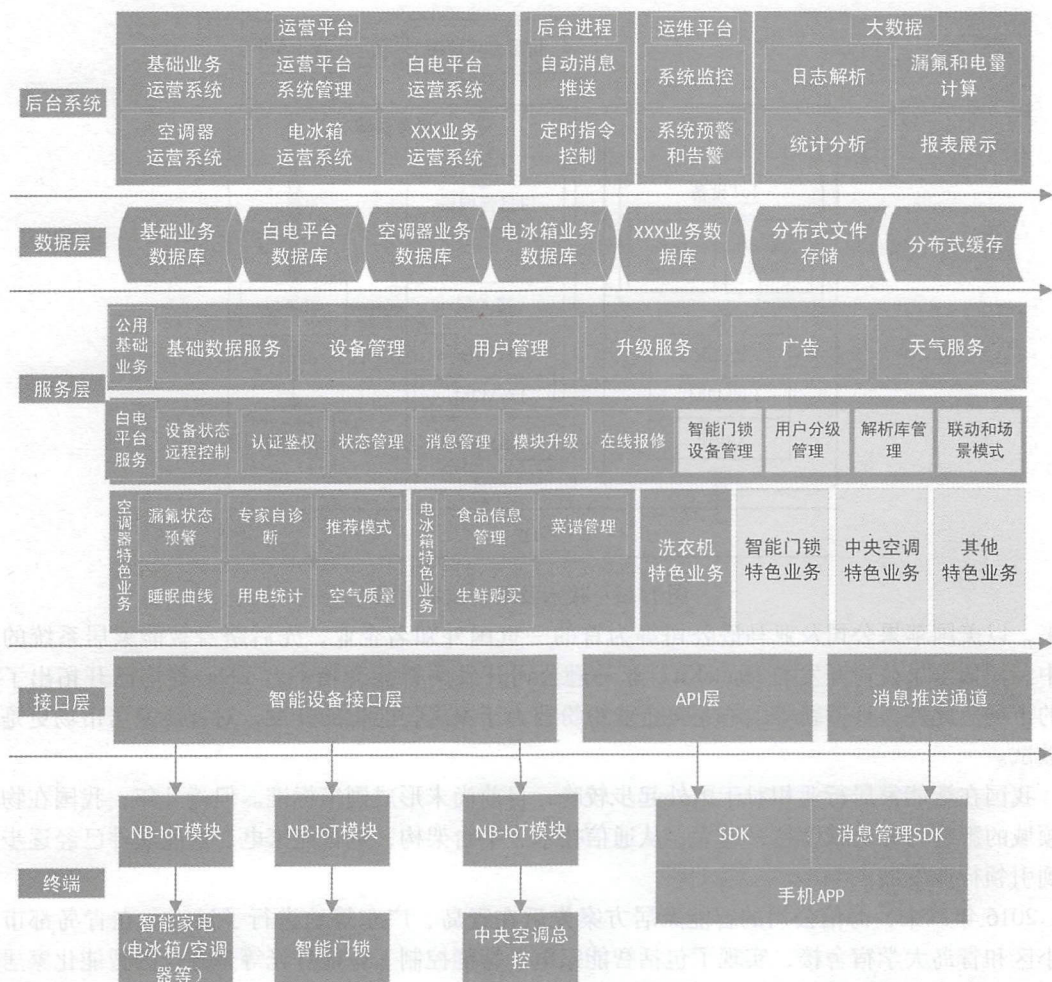 运营平台
后台进程
运维平台
大数据
后台系统
基础业务
运营系统
运营平台
系统管理
白电平台
运营系统
自动消息
推送
系统监控
日志解析
漏氟和电量
计算
空调器
运营系统
电冰箱
运营系统
XXX业务
运营系统
定时指令
控制
系统预警
和告警
统计分析
报表展示
数据层
基础业务
数据库
白电平台
数据库
空调器业务
数据库
电冰箱业务
数据库
XXX业务数
据库
分布式文件
存储
分布式缓存
服务层
公用
基础
业务
基础数据服务
设备管理
用户管理
升级服务
广告
天气服务
白电
平台
服务
设备状态
远程控制
认证鉴权
状态管理
消息管理
模块升级
在线报修
智能门锁
设备管理
用户分级
管理
解析库管
理
联动和场
景模式
空调器特色业务
漏氟状态
预警
专家自诊
断
推荐模式
睡眠曲线
用电统计
空气质量
电冰箱特色业务
食品信息
管理
菜谱管理
生鲜购买
洗衣机
特色业务
智能门锁
特色业务
中央空调
特色业务
其他
特色业务
接口层
智能设备接口层
API层
消息推送通道
终端
NB-IoT模块
NB-IoT模块
NB-IoT模块
SDK
消息管理SDK
手机APP
智能家电
(电冰箱/空调
器等)
智能门锁
中央空调总
控